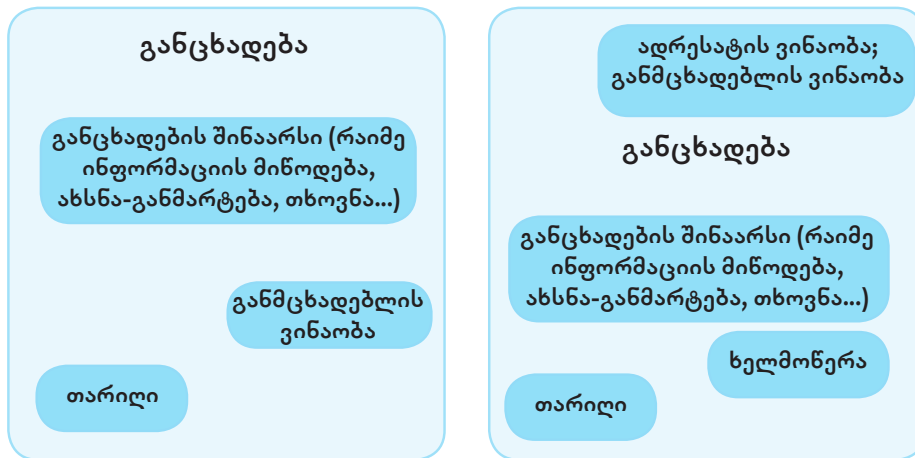 განცხადება
განცხადების შინაარსი (რაიმე
ინფორმაციის მიწოდება,
ახსნა-განმარტება, თხოვნა...)
განმცხადებლის
ვინაობა
თარიღი
ადრესატის ვინაობა;
განმცხადებლის ვინაობა
განცხადება
განცხადების შინაარსი (რაიმე
ინფორმაციის მიწოდება,
ახსნა-განმარტება, თხოვნა...)
ხელმოწერა
თარიღი